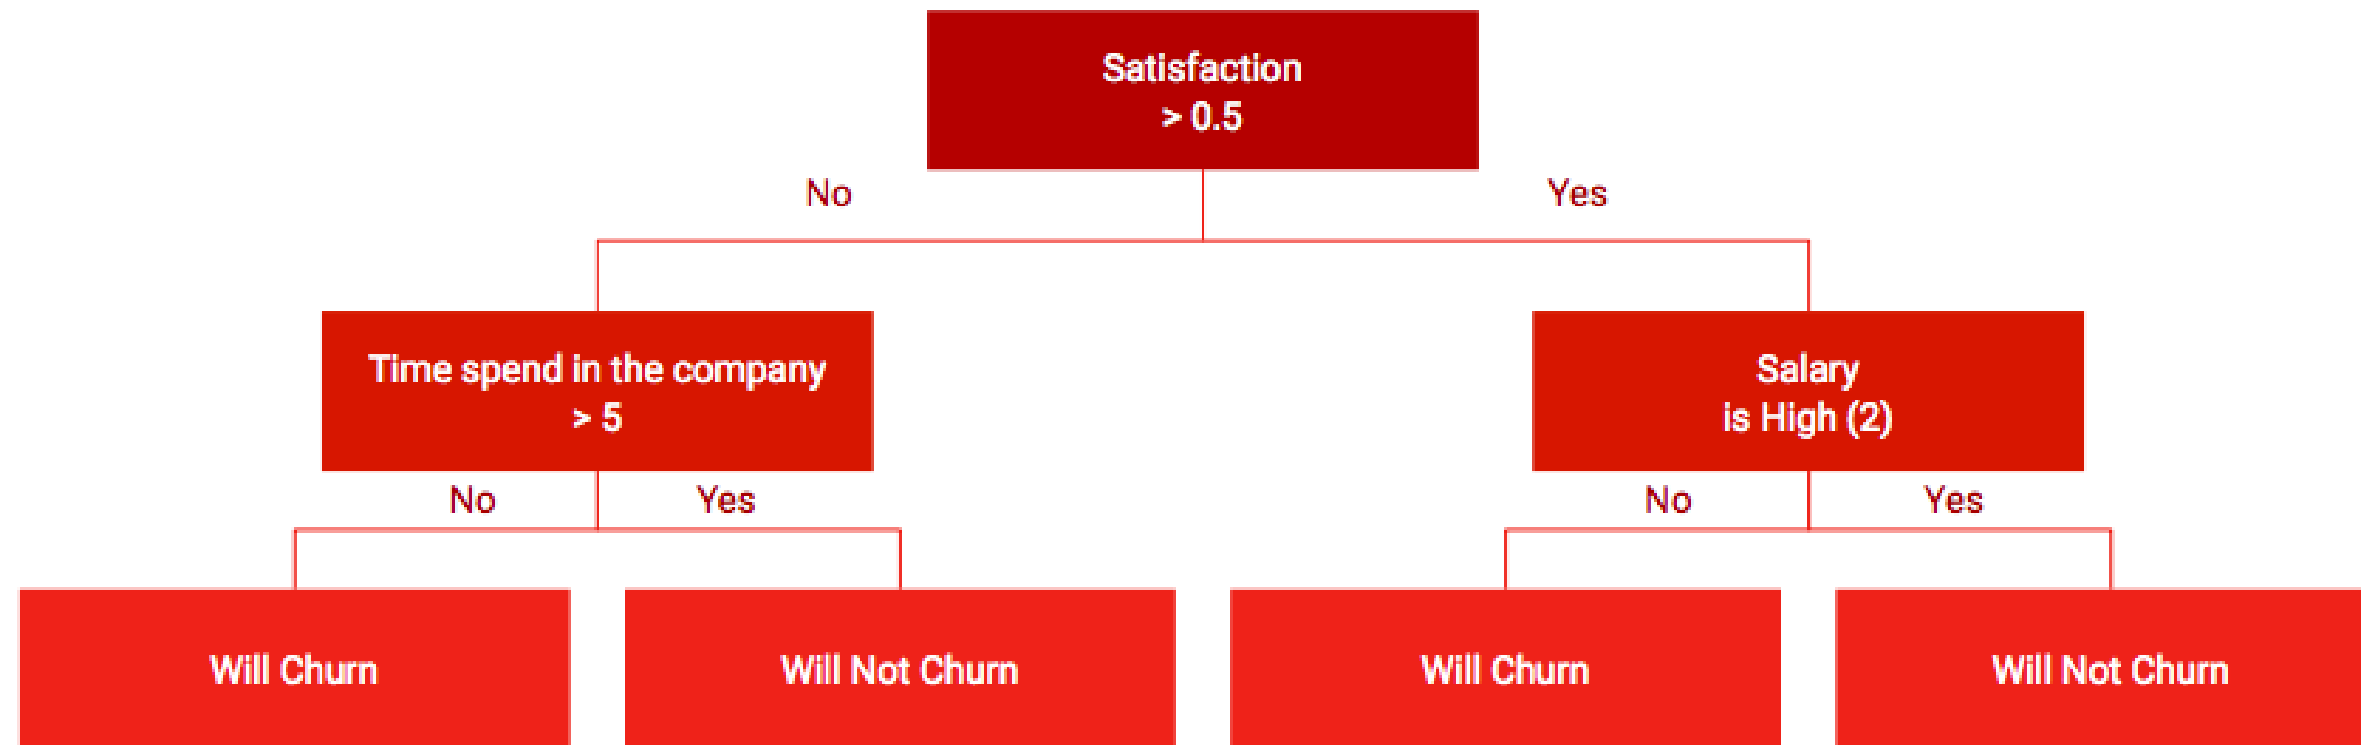 Satisfaction
> 0.5
No
Yes
Time spend in the company
> 5
Salary
is High (2)
No
Yes
No
Yes
Will Churn
Will Not Churn
Will Churn
Will Not Churn